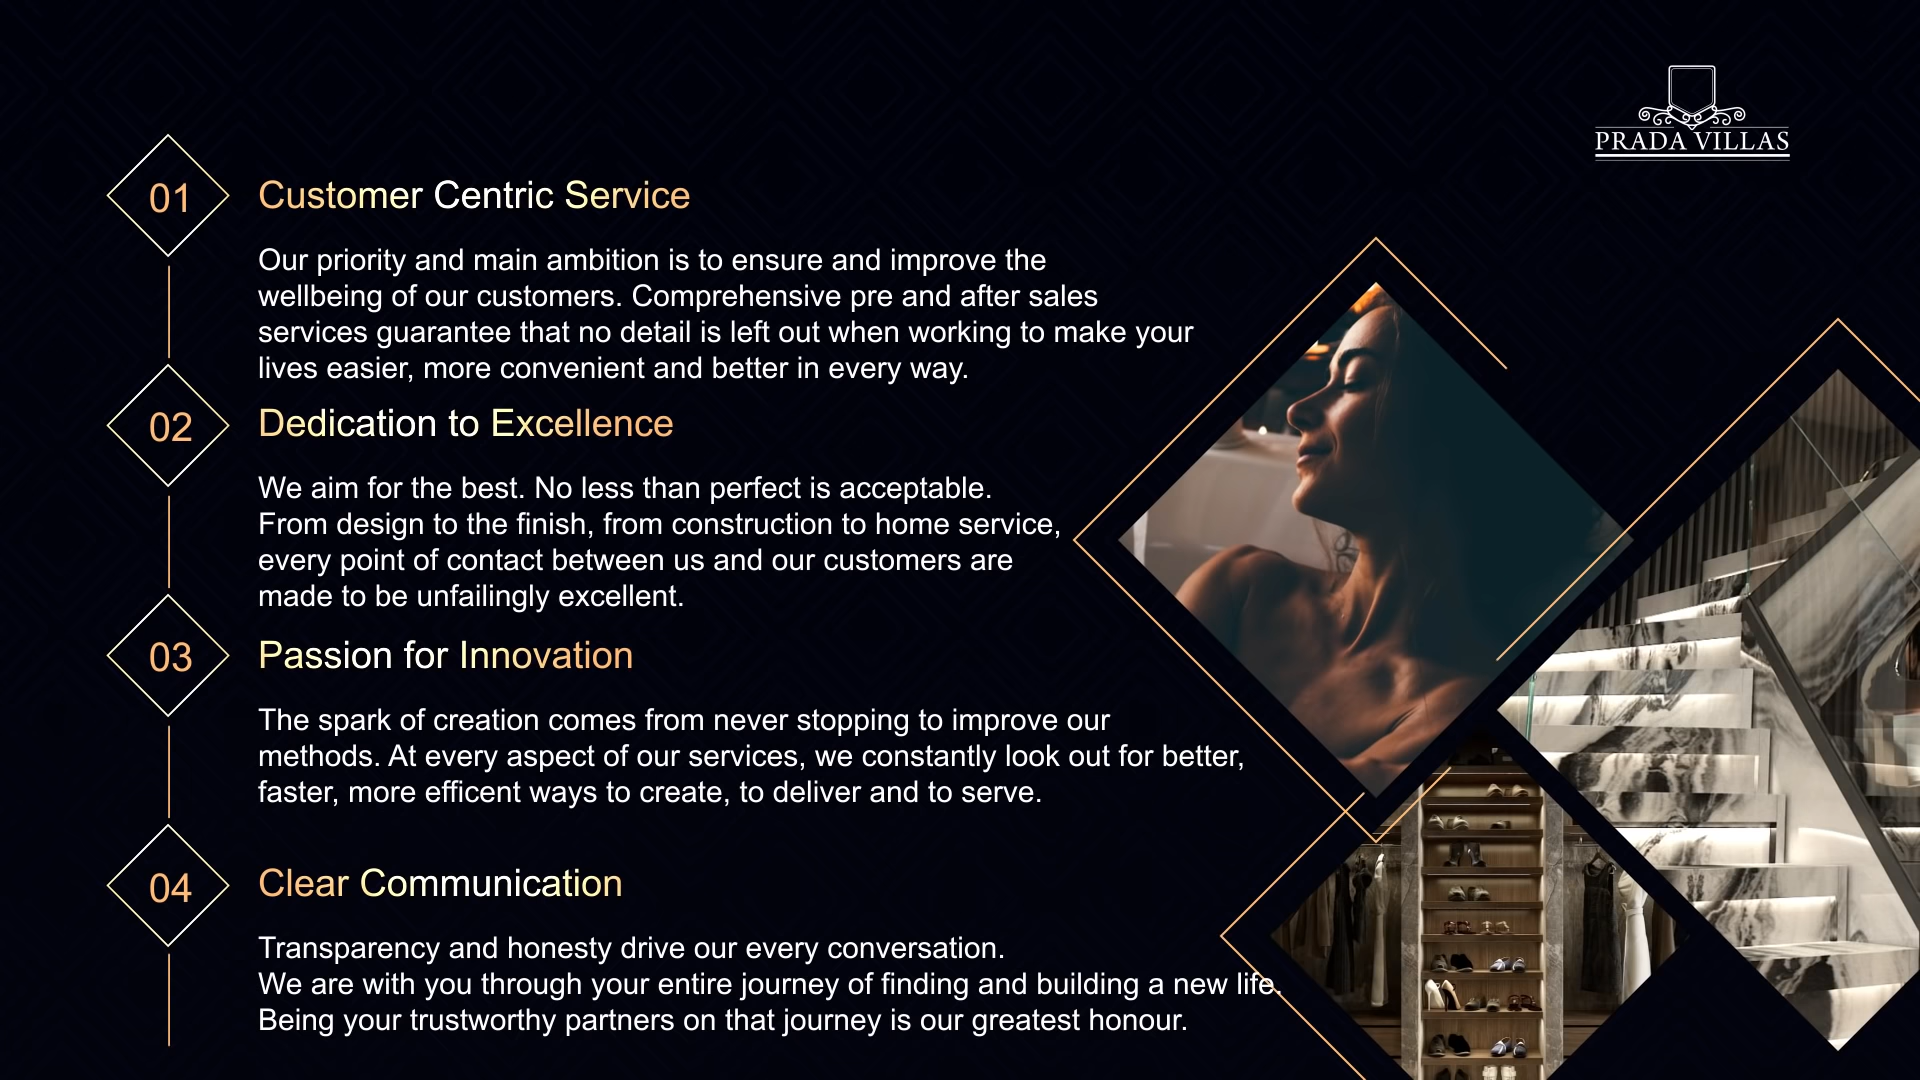 PRADA VILLAS
01
Customer Centric Service
Our priority and main ambition is to ensure and improve the
wellbeing of our customers. Comprehensive pre and after sales
services guarantee that no detail is left out when working to make your
lives easier, more convenient and better in every way.
02
Dedication to Excellence
We aim for the best. No less than perfect is acceptable.
From design to the finish, from construction to home service,
every point of contact between us and our customers are
made to be unfailingly excellent.
03
Passion for Innovation
The spark of creation comes from never stopping to improve our
methods. At every aspect of our services, we constantly look out for better,
faster, more efficent ways to create, to deliver and to serve.
04
Clear Communication
Transparency and honesty drive our every conversation.
We are with you through your entire journey of finding and building a new life.
Being your trustworthy partners on that journey is our greatest honour.